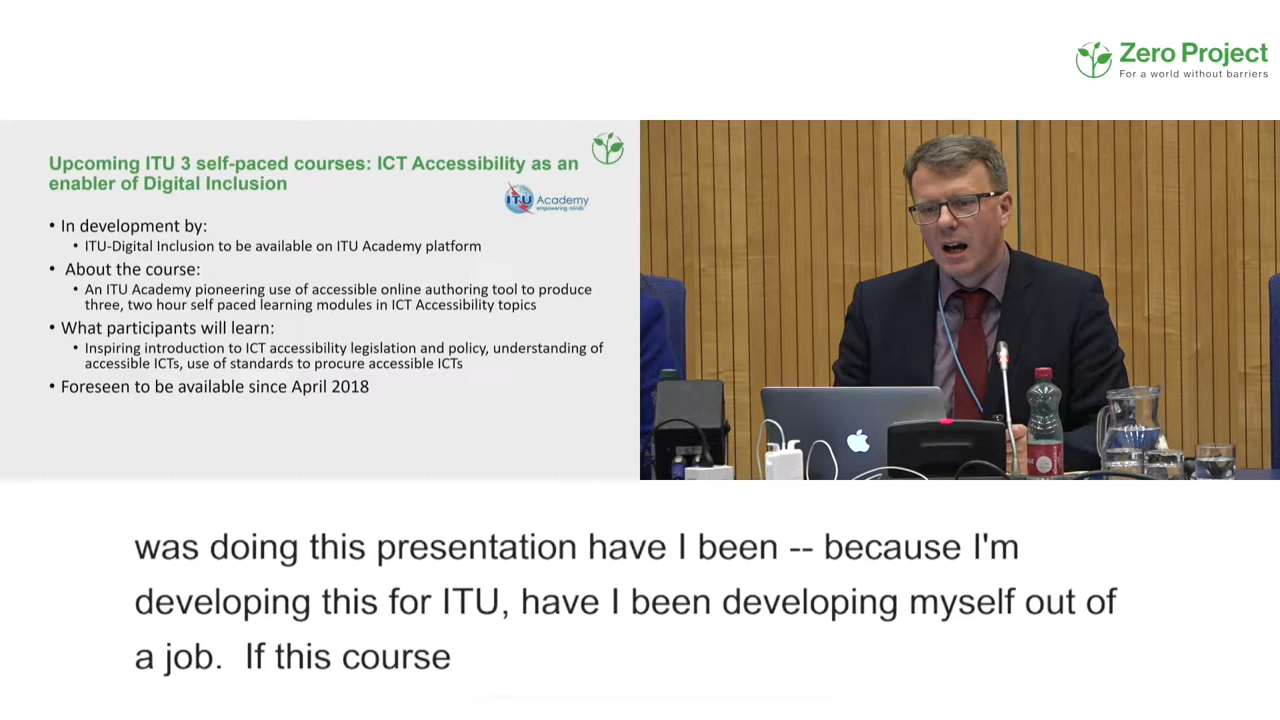 Zero Project
For a world without barriers
Upcoming ITU 3 self-paced courses: ICT Accessibility as an
enabler of Digital Inclusion
ITU Academy
empowering minds
• In development by:
• ITU-Digital Inclusion to be available on ITU Academy platform
• About the course:
• An ITU Academy pioneering use of accessible online authoring tool to produce
three, two hour self paced learning modules in ICT Accessibility topics
• What participants will learn:
• Inspiring introduction to ICT accessibility legislation and policy, understanding of
accessible ICTs, use of standards to procure accessible ICTs
• Foreseen to be available since April 2018
was doing this presentation have I been -- because I'm
developing this for ITU, have I been developing myself out of
a job.  If this course